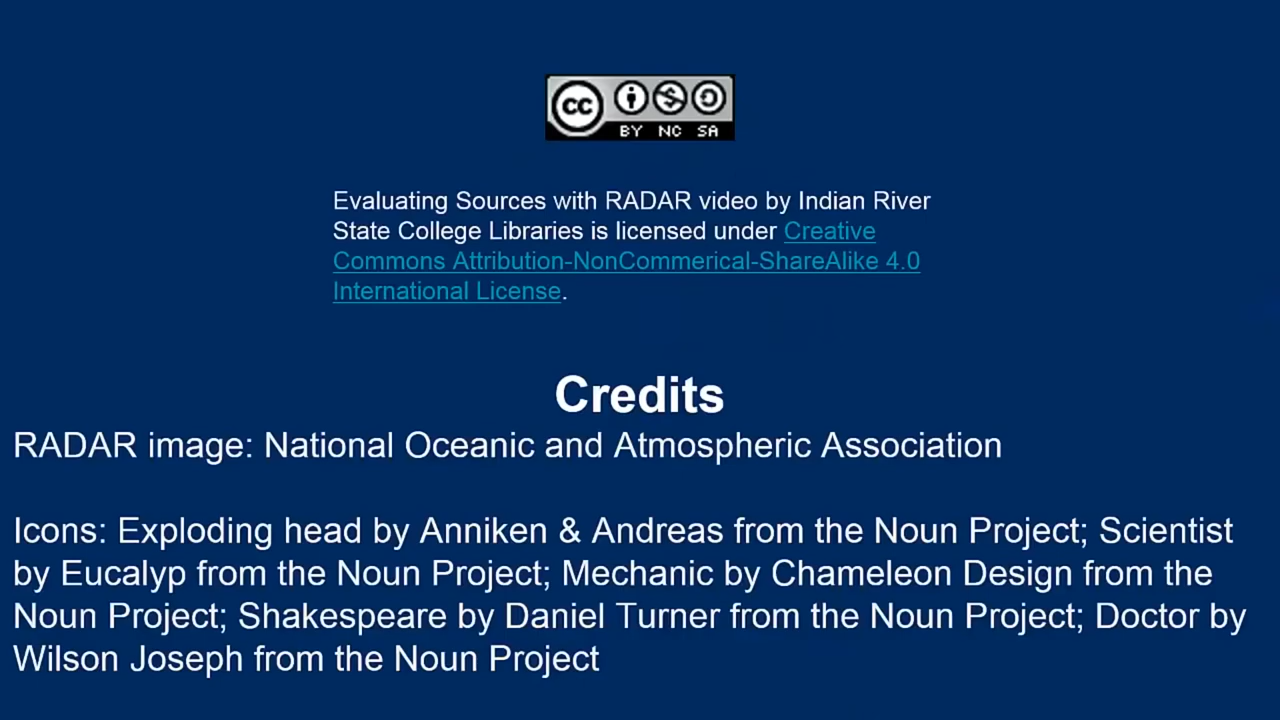 cc
BY NC SA
Evaluating Sources with RADAR video by Indian River
State College Libraries is licensed under Creative
Commons Attribution-NonCommerical-ShareAlike 4.0
International License.
Credits
RADAR image: National Oceanic and Atmospheric Association
Icons: Exploding head by Anniken & Andreas from the Noun Project; Scientist
by Eucalyp from the Noun Project; Mechanic by Chameleon Design from the
Noun Project; Shakespeare by Daniel Turner from the Noun Project; Doctor by
Wilson Joseph from the Noun Project